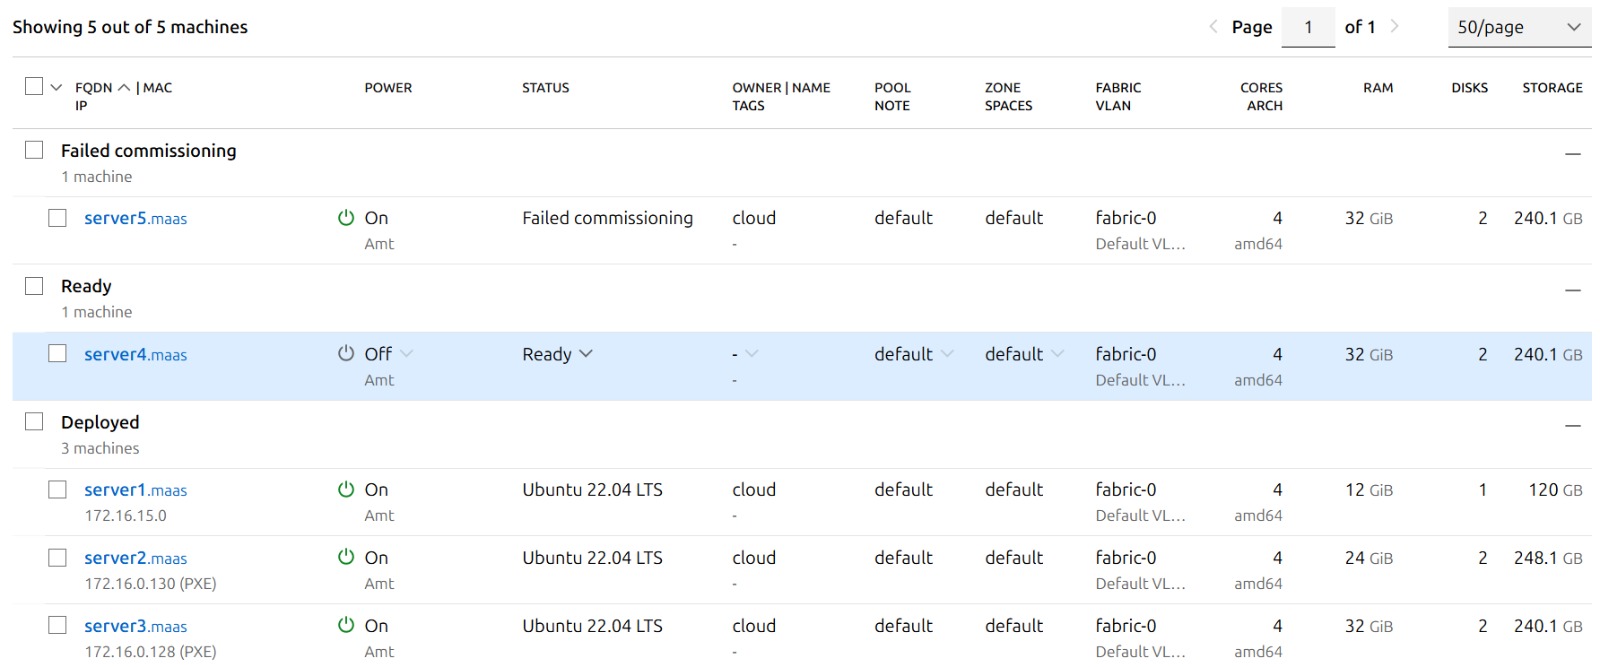 Showing 5 out of 5 machines Page 1 of 1 50/page
FQDN | MAC POWER STATUS OWNER | NAME POOL ZONE FABRIC CORES RAM DISKS STORAGE
IP TAGS NOTE SPACES VLAN ARCH
Failed commissioning
1 machine
server5.maas On Failed commissioning cloud default default fabric-0 4 32 GiB 2 240.1 GB
Amt - Default VL... amd64
Ready
1 machine
server4.maas Off Ready - default default fabric-0 4 32 GiB 2 240.1 GB
Amt - Default VL... amd64
Deployed
3 machines
server1.maas On Ubuntu 22.04 LTS cloud default default fabric-0 4 12 GiB 1 120 GB
172.16.15.0 Amt - Default VL... amd64
server2.maas On Ubuntu 22.04 LTS cloud default default fabric-0 4 24 GiB 2 248.1 GB
172.16.0.130 (PXE) Amt - Default VL... amd64
server3.maas On Ubuntu 22.04 LTS cloud default default fabric-0 4 32 GiB 2 240.1 GB
172.16.0.128 (PXE) Amt - Default VL... amd64